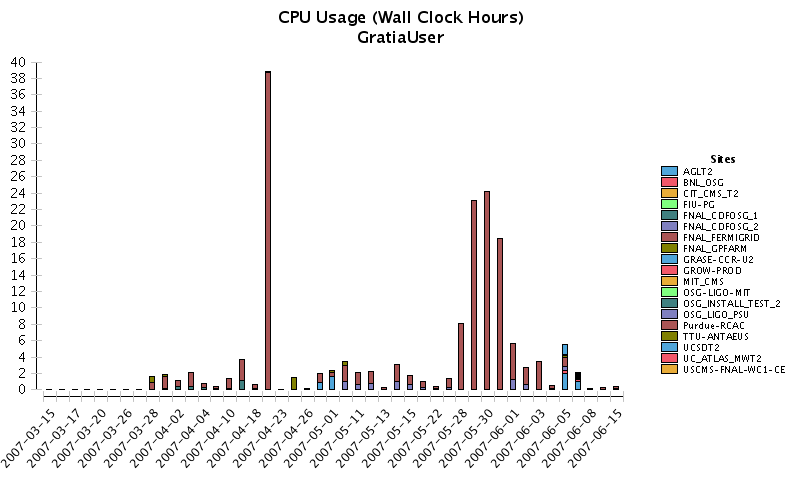 CPU Usage (Wall Clock Hours)
GratiaUser
40
38
36
34
32
30
28
26
24
22
20
18
16
14
12
10
8
6
4
2
0
2007-03-15
2007-03-17
2007-03-20
2007-03-26
2007-03-28
2007-04-02
2007-04-04
2007-04-10
2007-04-18
2007-04-23
2007-04-26
2007-05-01
2007-05-11
2007-05-13
2007-05-15
2007-05-22
2007-05-28
2007-05-30
2007-06-01
2007-06-03
2007-06-05
2007-06-08
2007-06-15
Sites
AGLT2
BNL_OSG
CIT_CMS_T2
FIU-PG
FNAL_CDFOSG_1
FNAL_CDFOSG_2
FNAL_FERMIGRID
FNAL_GPFARM
GRASE-CCR-U2
GROW-PROD
MIT_CMS
OSG-LIGO-MIT
OSG_INSTALL_TEST_2
OSG_LIGO_PSU
Purdue-RCAC
TTU-ANTAEUS
UCSDT2
UC_ATLAS_MWT2
USCMS-FNAL-WC1-CE